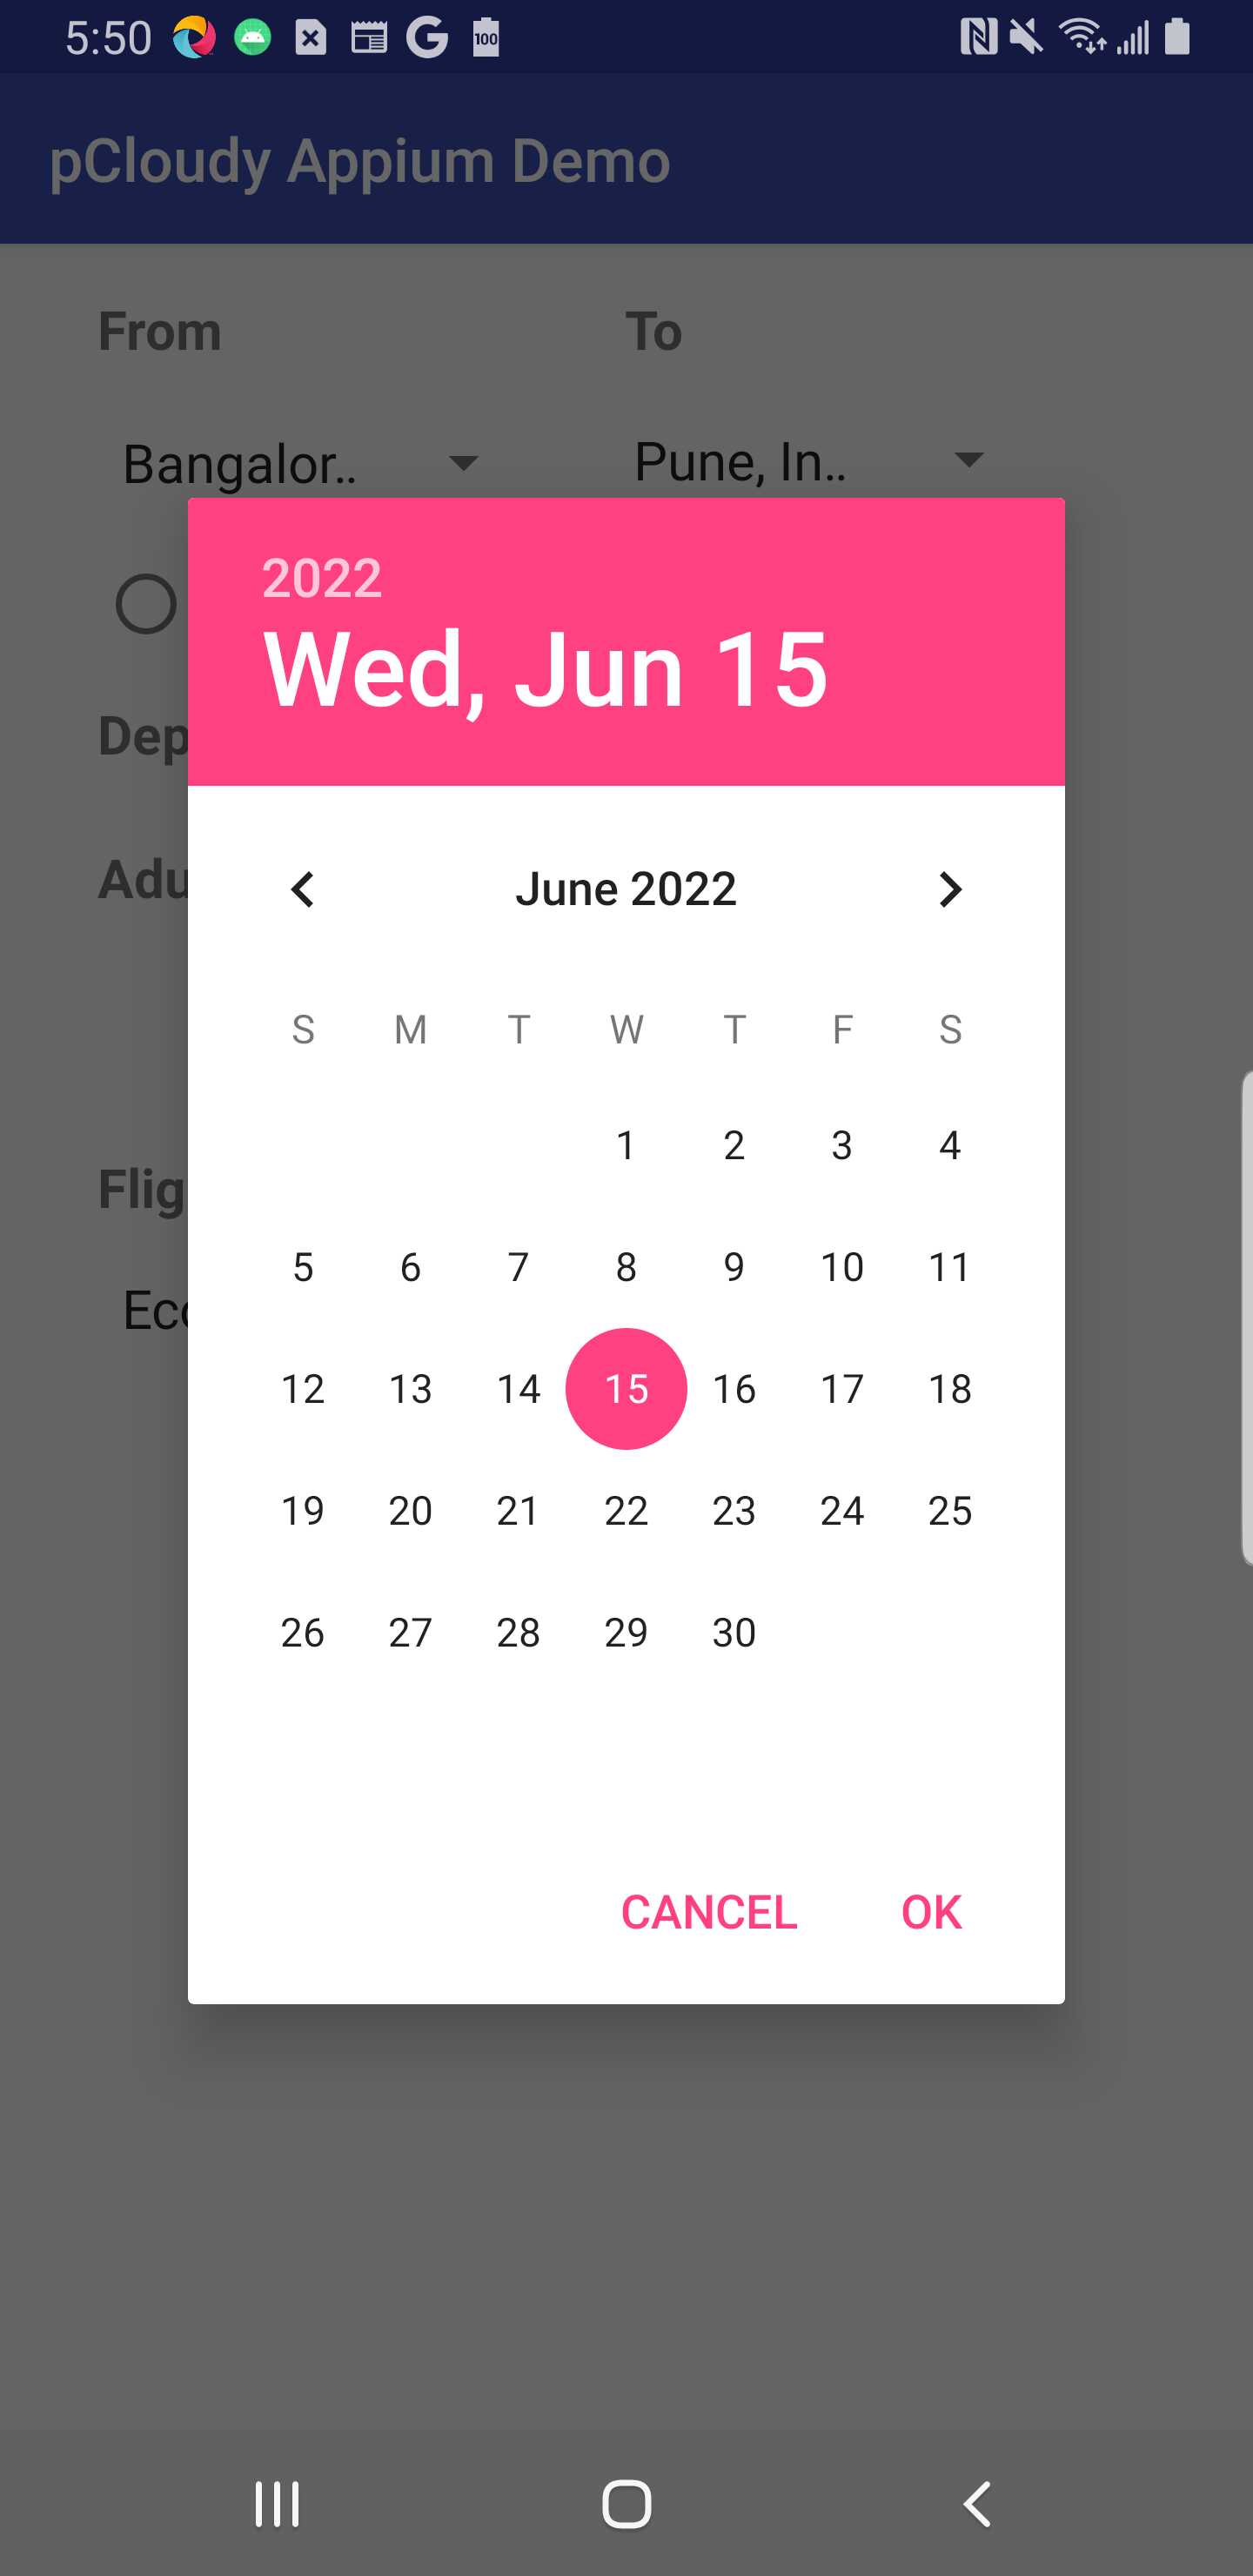 5:50 100
pCloudy Appium Demo
From To
Bangalor.. Pune, In..
2022
Wed, Jun 15
Dep
Adu
June 2022
S M T W T F S
1 2 3 4
Flig
5 6 7 8 9 10 11
Eco
12 13 14 15 16 17 18
19 20 21 22 23 24 25
26 27 28 29 30
CANCEL OK